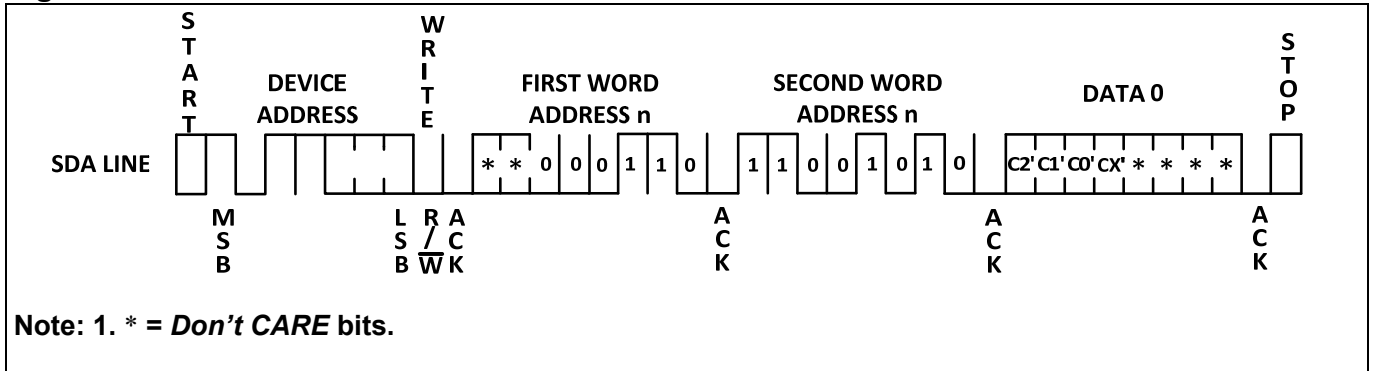 START
WRITE
STOP
DEVICE
ADDRESS
FIRST WORD
ADDRESS n
SECOND WORD
ADDRESS n
DATA 0
SDA LINE
* * 0 0 0 1 1 0
1 1 0 0 1 0 1 0
C2' C1' C0' CX' * * * *
MSB
LSB
R/W
ACK
ACK
ACK
ACK
Note: 1. * = Don't CARE bits.